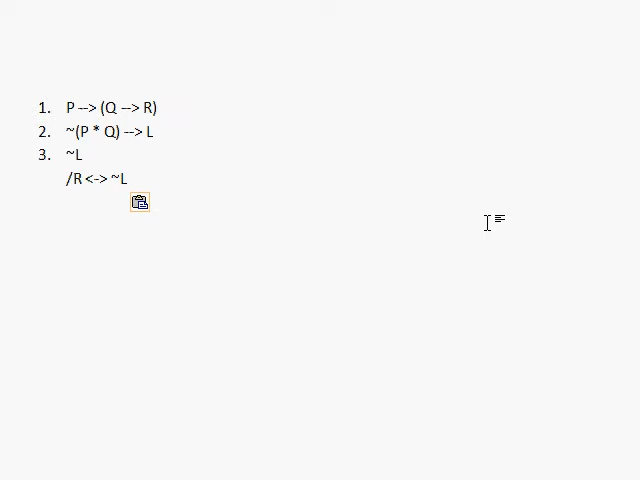 1. P --> (Q --> R)
2. ~(P * Q) --> L
3. ~L
/R <-> ~L